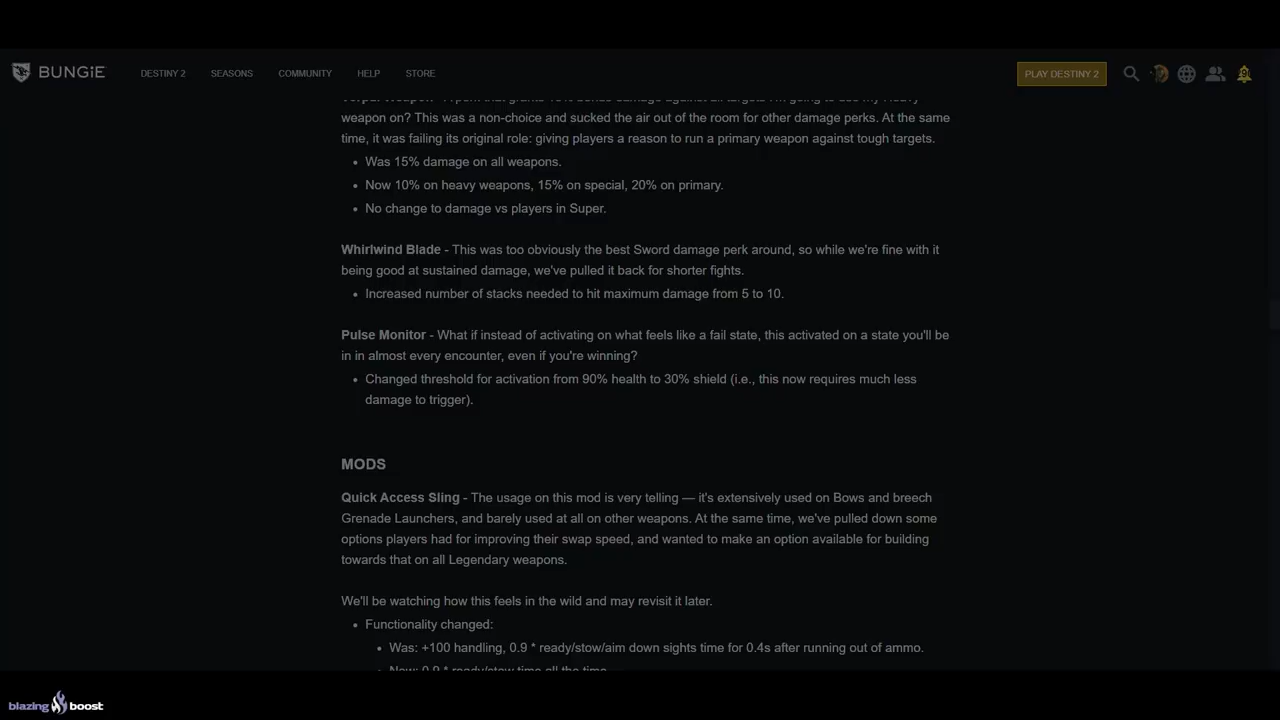 BUNGiE
DESTINY 2
SEASONS
COMMUNITY
HELP
STORE
PLAY DESTINY 2
weapon on? This was a non-choice and sucked the air out of the room for other damage perks. At the same
time, it was failing its original role: giving players a reason to run a primary weapon against tough targets.
• Was 15% damage on all weapons.
• Now 10% on heavy weapons, 15% on special, 20% on primary.
• No change to damage vs players in Super.
Whirlwind Blade - This was too obviously the best Sword damage perk around, so while we're fine with it
being good at sustained damage, we've pulled it back for shorter fights.
• Increased number of stacks needed to hit maximum damage from 5 to 10.
Pulse Monitor - What if instead of activating on what feels like a fail state, this activated on a state you'll be
in in almost every encounter, even if you're winning?
• Changed threshold for activation from 90% health to 30% shield (i.e., this now requires much less
damage to trigger).
MODS
Quick Access Sling - The usage on this mod is very telling — it's extensively used on Bows and breech
Grenade Launchers, and barely used at all on other weapons. At the same time, we've pulled down some
options players had for improving their swap speed, and wanted to make an option available for building
towards that on all Legendary weapons.
We'll be watching how this feels in the wild and may revisit it later.
• Functionality changed:
• Was: +100 handling, 0.9 * ready/stow/aim down sights time for 0.4s after running out of ammo.
• Now: 0.9 * ready/stow time all the time.
blazing boost